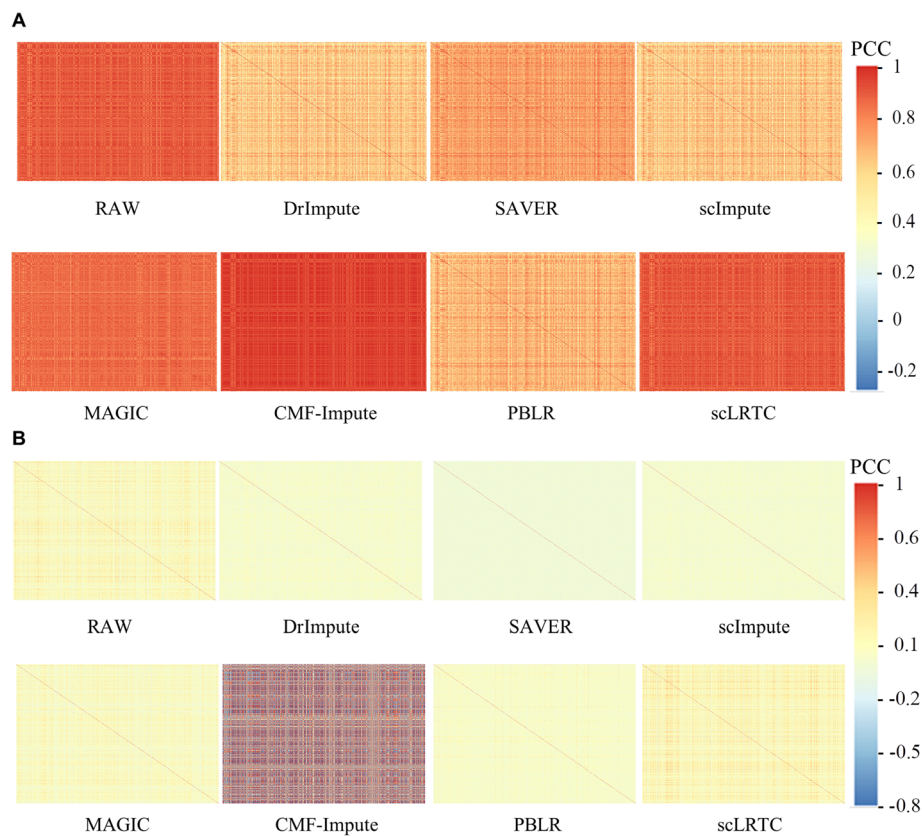 A
PCC
1
0.8
0.6
0.4
0.2
0
-0.2
RAW DrImpute SAVER scImpute
MAGIC CMF-Impute PBLR scLRTC
B
PCC
1
0.6
0.4
0.1
-0.2
-0.5
-0.8
RAW DrImpute SAVER scImpute
MAGIC CMF-Impute PBLR scLRTC